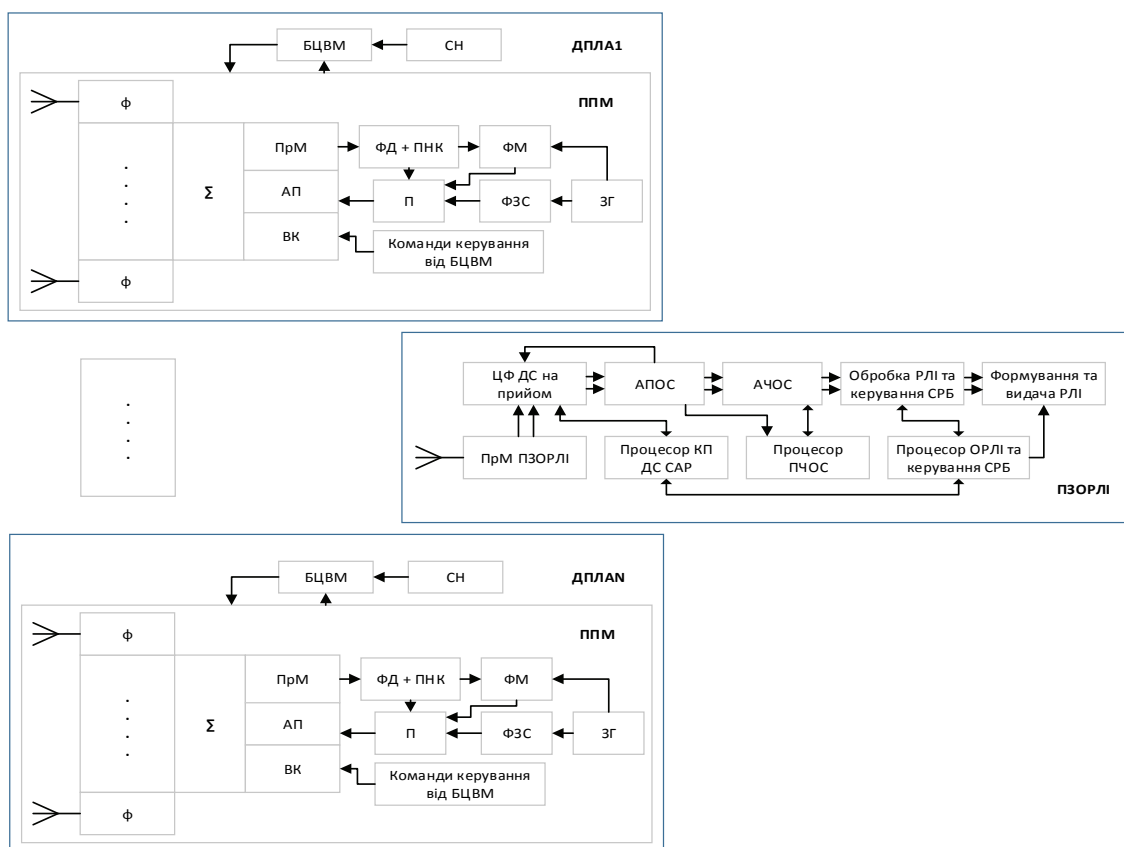 БЦВМ
СН
ДПЛА1
ППМ
ф
ПрМ
ФД + ПНК
ФМ
Σ
АП
П
ФЗС
ЗГ
ВК
Команди керування
від БЦВМ
ф
ЦФ ДС на
прийом
АПОС
АЧОС
Обробка РЛІ та
керування СРБ
Формування та
видача РЛІ
ПрМ ПЗОРЛІ
Процесор КП
ДС САР
Процесор
ПЧОС
Процесор ОРЛІ та
керування СРБ
ПЗОРЛІ
БЦВМ
СН
ДПЛАN
ППМ
ф
ПрМ
ФД + ПНК
ФМ
Σ
АП
П
ФЗС
ЗГ
ВК
Команди керування
від БЦВМ
ф